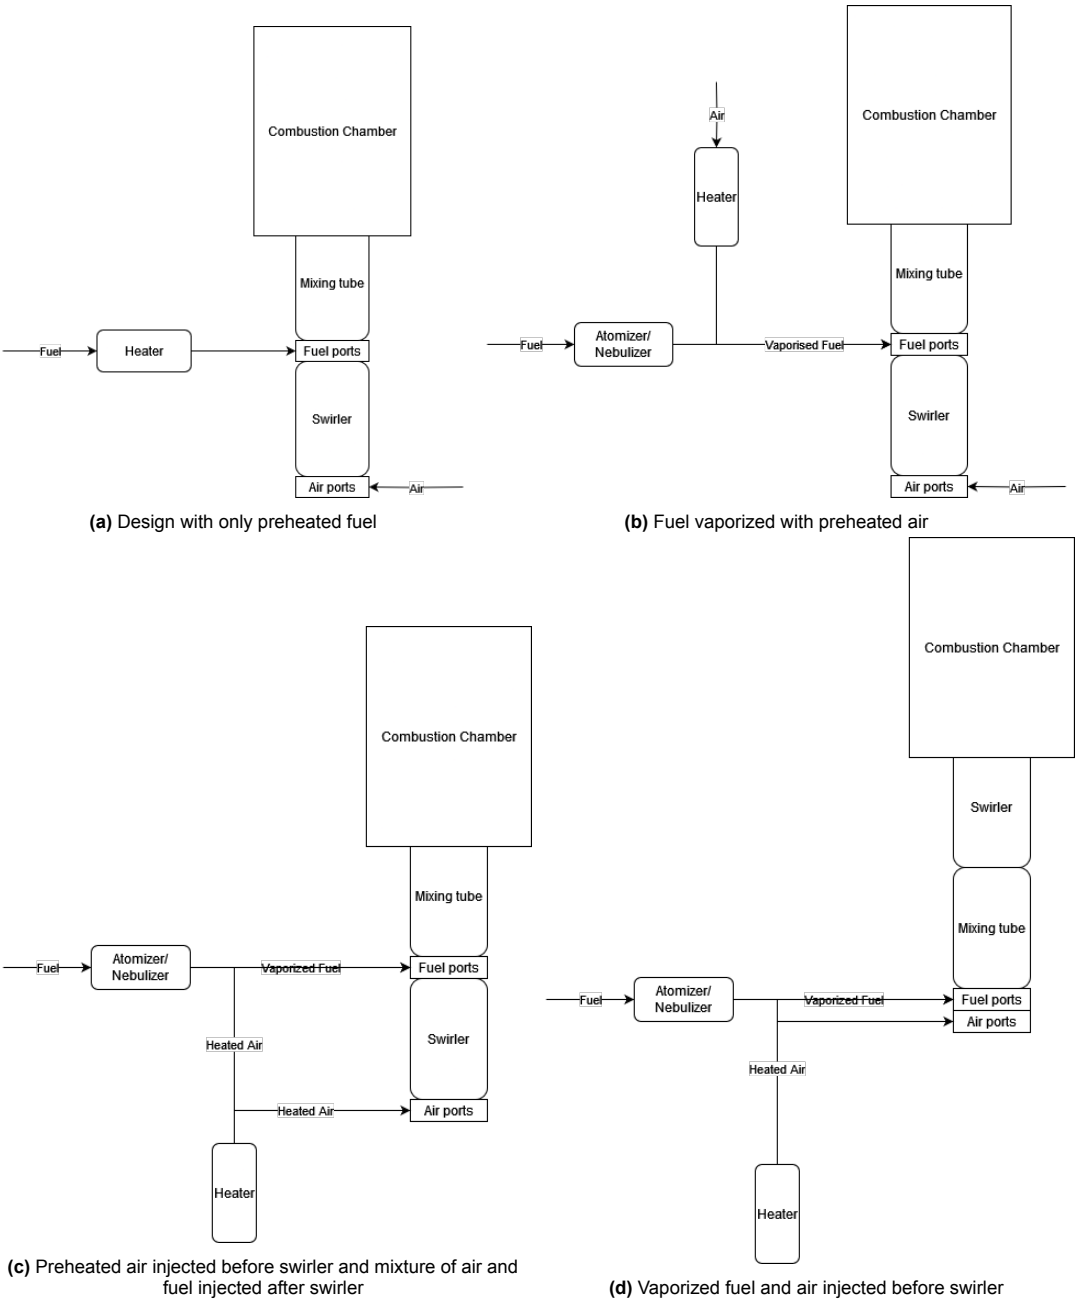 Combustion Chamber
Mixing tube
Fuel
Heater
Fuel ports
Swirler
Air ports
Air
(a) Design with only preheated fuel
Combustion Chamber
Air
Heater
Mixing tube
Fuel
Atomizer/
Nebulizer
Vaporised Fuel
Fuel ports
Swirler
Air ports
Air
(b) Fuel vaporized with preheated air
Combustion Chamber
Mixing tube
Fuel
Atomizer/
Nebulizer
Vaporized Fuel
Fuel ports
Heated Air
Swirler
Heated Air
Air ports
Heater
(c) Preheated air injected before swirler and mixture of air and
fuel injected after swirler
Combustion Chamber
Swirler
Mixing tube
Fuel
Atomizer/
Nebulizer
Vaporized Fuel
Fuel ports
Air ports
Heated Air
Heater
(d) Vaporized fuel and air injected before swirler